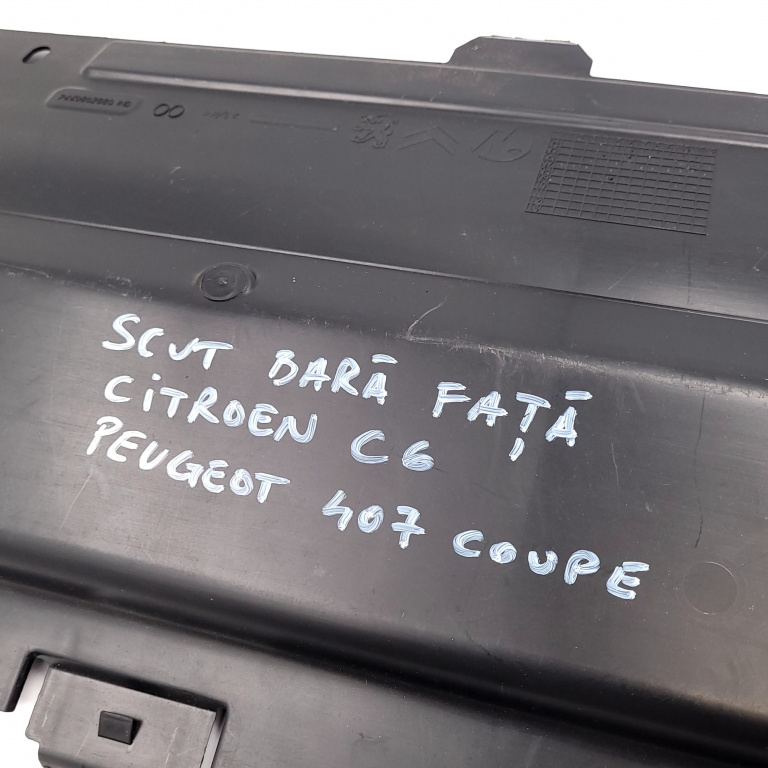 SCUT BARĂ FAȚĂ
CITROEN C6
PEUGEOT 407 COUPE